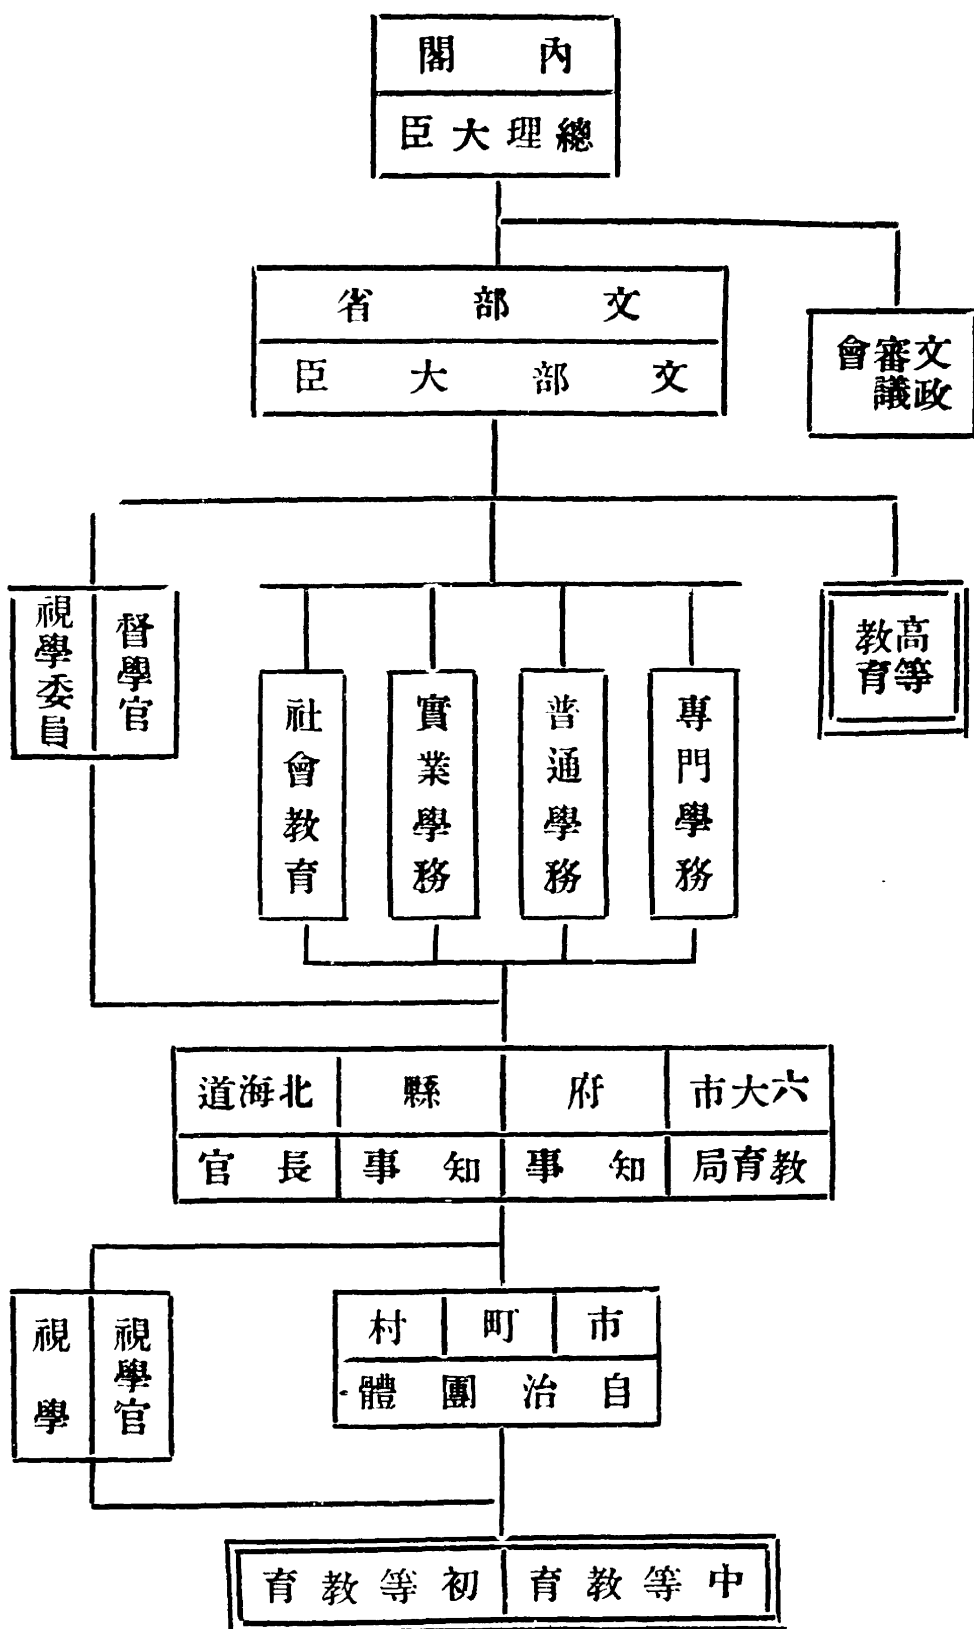 內閣
總理大臣
文部省
文部大臣
文政
審議
會
高等
教育
督學官
視學委員
專門學務
普通學務
實業學務
社會教育
六大市
教育局
府
知事
縣
知事
北海道
長官
市
町
村
自治團體
視學官
視學
中等教育
初等教育